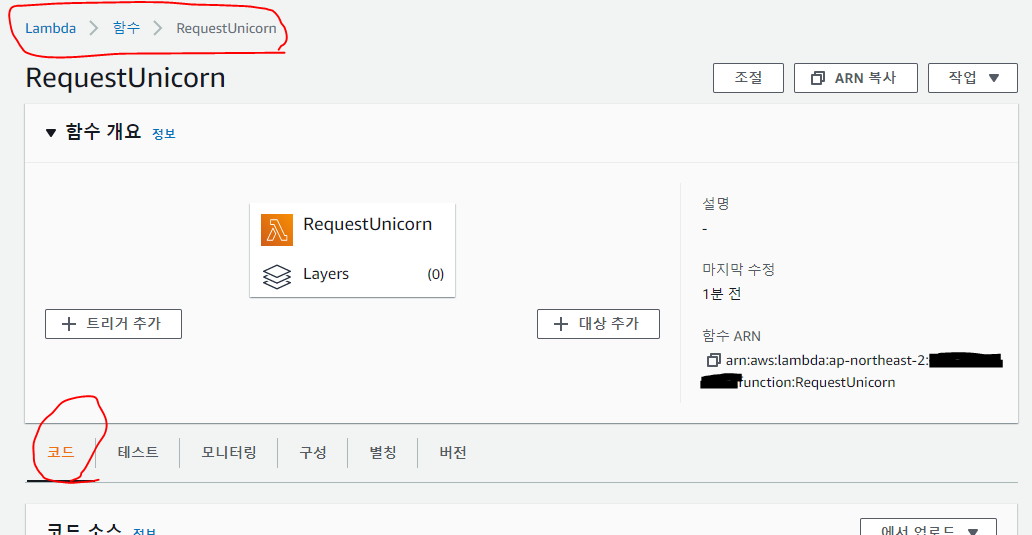 Lambda > 함수 > RequestUnicorn
RequestUnicorn
조절
ARN 복사
작업 ▼
▼ 함수 개요 정보
RequestUnicorn
Layers (0)
+ 트리거 추가
+ 대상 추가
설명
-
마지막 수정
1분 전
함수 ARN
arn:aws:lambda:ap-northeast-2:
function:RequestUnicorn
코드 테스트 모니터링 구성 별칭 버전
코드 소스 정보
에서 업로드 ▼